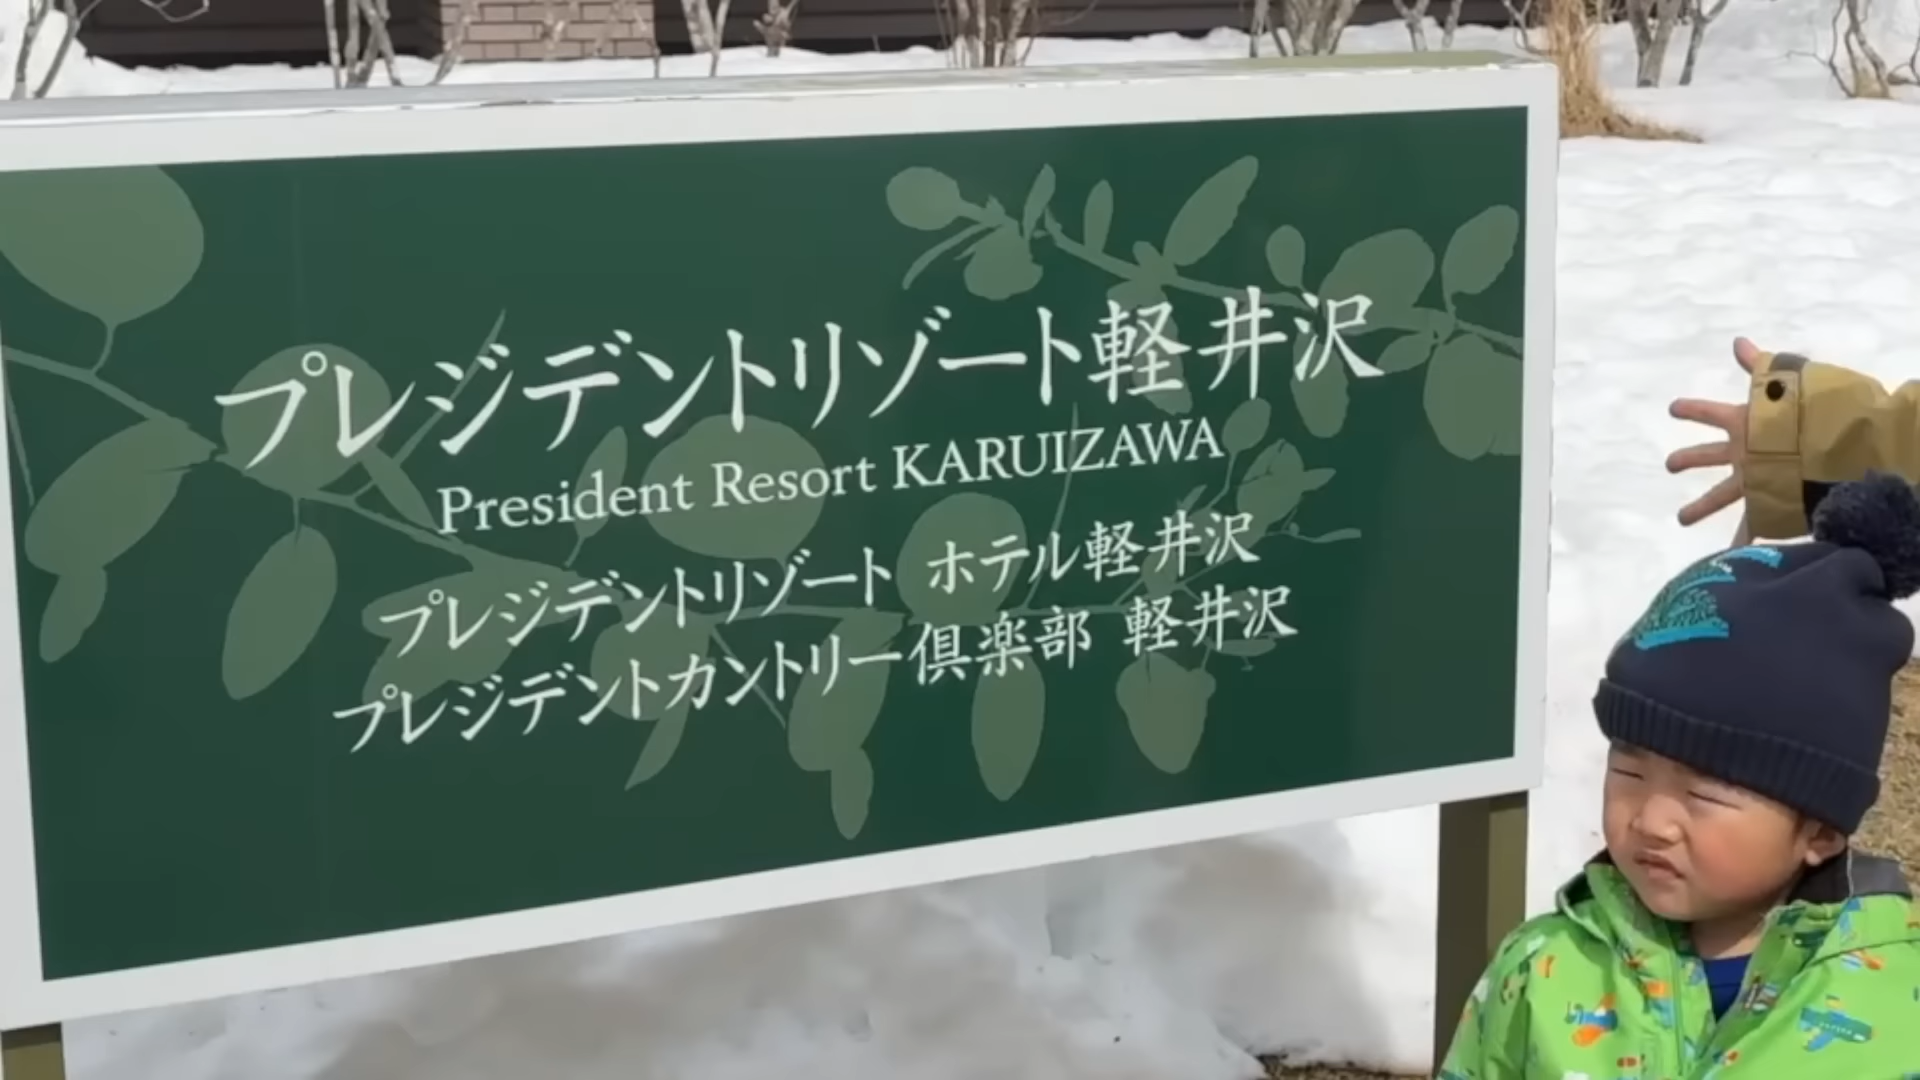 プレジデントリゾート軽井沢
President Resort KARUIZAWA
プレジデントリゾート ホテル軽井沢
プレジデントカントリー倶楽部 軽井沢